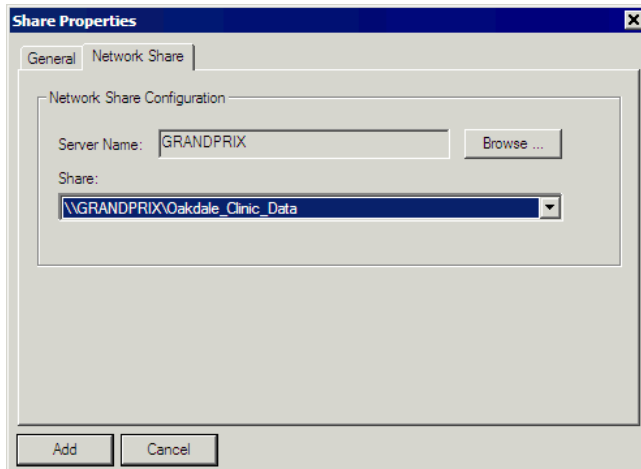 Share Properties
General Network Share
Network Share Configuration
Server Name: GRANDPRIX Browse ...
Share:
\\GRANDPRIX\Oakdale_Clinic_Data
Add Cancel